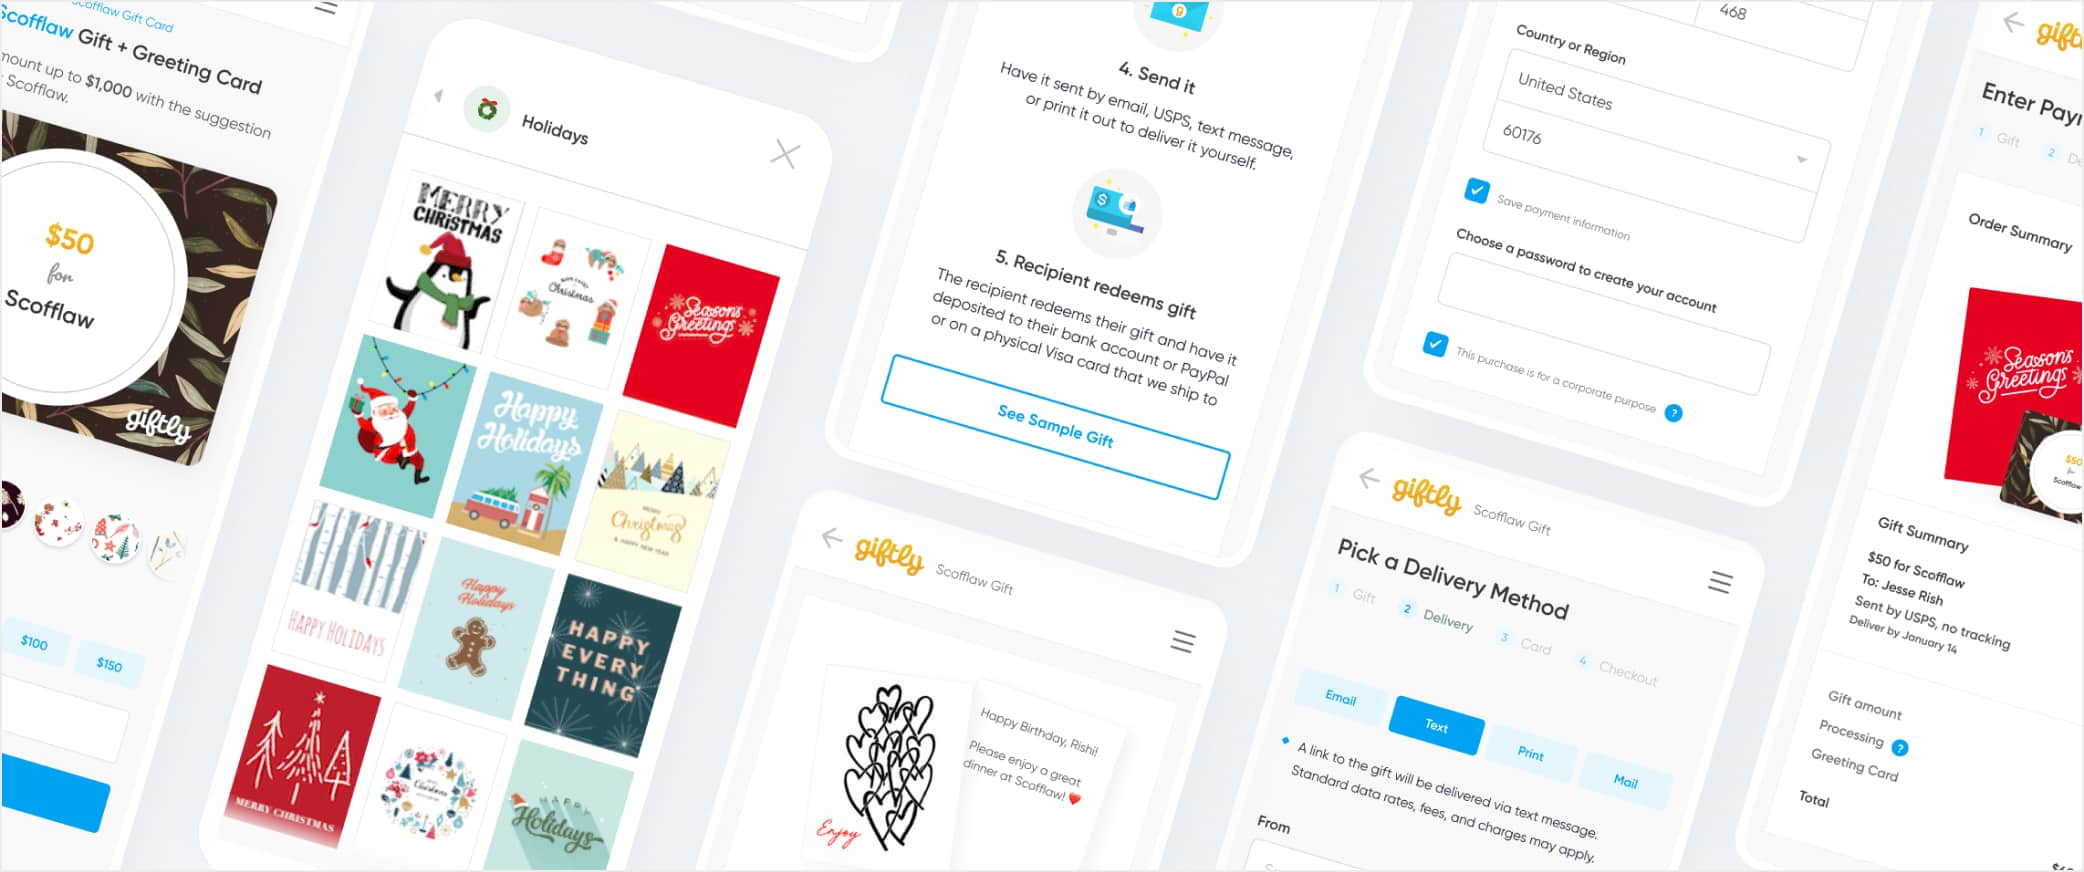 Scofflaw Gift Card
Scofflaw Gift + Greeting Card
mount up to $1,000 with the suggestion
Scofflaw.
$50
for
Scofflaw
giftly
$100
$150
Holidays
MERRY
CHRISTMAS
Christmas
Seasons
Greetings
Happy
Holidays
MERRY
Christmas
& HAPPY NEW YEAR
HAPPY HOLIDAYS
Happy
Holidays
HAPPY
EVERY
THING
MERRY CHRISTMAS
Christmas
HAPPY
Holidays
4. Send it
Have it sent by email, USPS, text message,
or print it out to deliver it yourself.
5. Recipient redeems gift
The recipient redeems their gift and have it
deposited to their bank account or PayPal
or on a physical Visa card that we ship to
See Sample Gift
giftly
Scofflaw Gift
Enjoy
Happy Birthday, Rishi!
Please enjoy a great
dinner at Scofflaw!
468
Country or Region
United States
60176
Save payment information
Choose a password to create your account
This purchase is for a corporate purpose ?
giftly
Scofflaw Gift
Pick a Delivery Method
1 Gift
2 Delivery
3 Card
4 Checkout
Email
Text
Print
Mail
A link to the gift will be delivered via text message.
Standard data rates, fees, and charges may apply.
From
giftly
Enter Pay
1 Gift
2 De
Order Summary
Seasons
Greetings
$50
for
Scofflaw
Gift Summary
$50 for Scofflaw
To: Jesse Rish
Sent by USPS, no tracking
Deliver by January 14
Gift amount
Processing ?
Greeting Card
Total